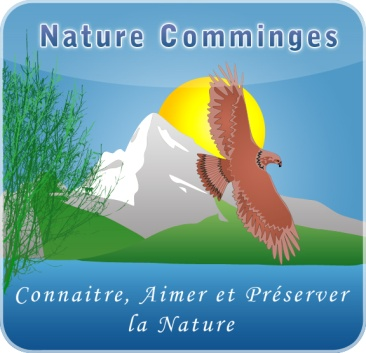 Nature Comminges
Connaitre, Aimer et Préserver
la Nature